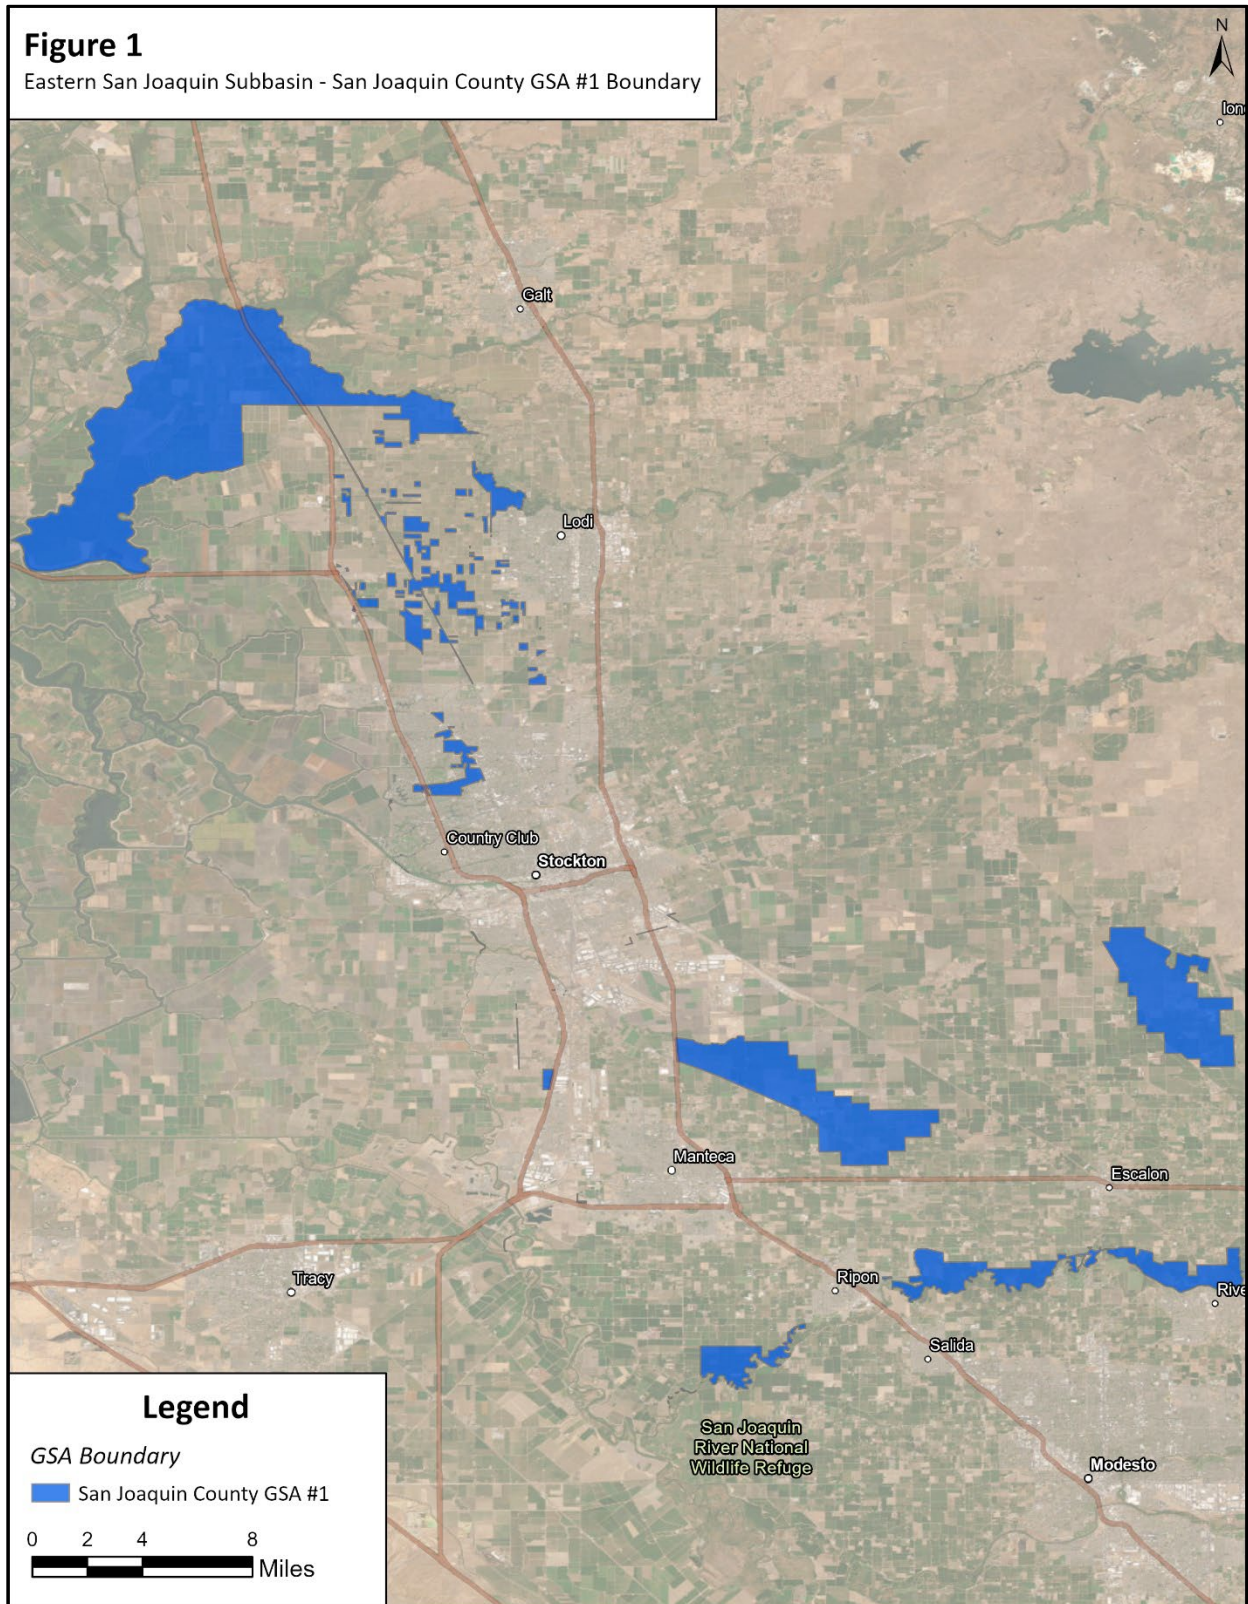 Figure 1
Eastern San Joaquin Subbasin - San Joaquin County GSA #1 Boundary
N
Galt
Lodi
Country Club
Stockton
Manteca
Escalon
Tracy
Ripon
Salida
San Joaquin
River National
Wildlife Refuge
Modesto
Legend
GSA Boundary
San Joaquin County GSA #1
0 2 4 8
Miles